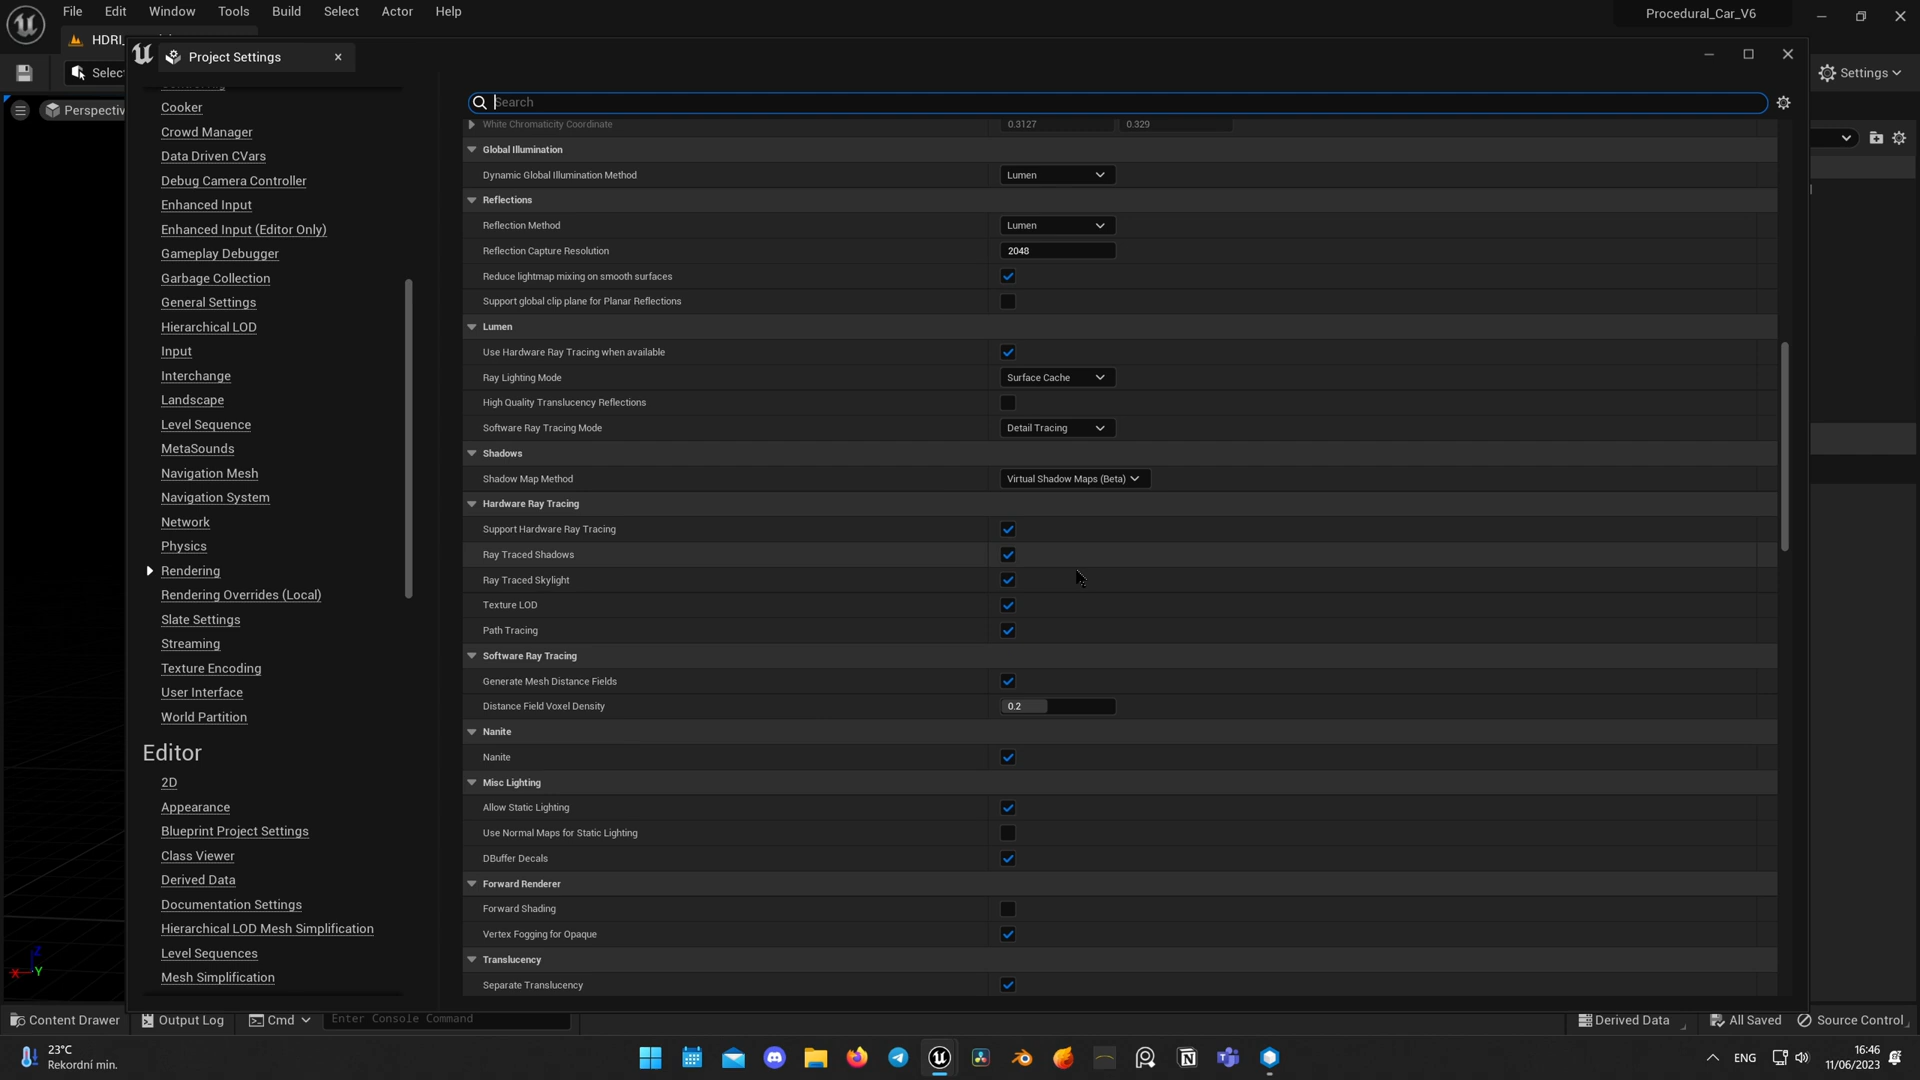 File Edit Window Tools Build Select Actor Help
Procedural_Car_V6
HDRI_
Project Settings
Selec
Settings
Perspectiv
Search
Cooker
Crowd Manager
Data Driven CVars
Debug Camera Controller
Enhanced Input
Enhanced Input (Editor Only)
Gameplay Debugger
Garbage Collection
General Settings
Hierarchical LOD
Input
Interchange
Landscape
Level Sequence
MetaSounds
Navigation Mesh
Navigation System
Network
Physics
Rendering
Rendering Overrides (Local)
Slate Settings
Streaming
Texture Encoding
User Interface
World Partition
Editor
2D
Appearance
Blueprint Project Settings
Class Viewer
Derived Data
Documentation Settings
Hierarchical LOD Mesh Simplification
Level Sequences
Mesh Simplification
White Chromaticity Coordinate 0.3127 0.329
Global Illumination
Dynamic Global Illumination Method Lumen
Reflections
Reflection Method Lumen
Reflection Capture Resolution 2048
Reduce lightmap mixing on smooth surfaces
Support global clip plane for Planar Reflections
Lumen
Use Hardware Ray Tracing when available
Ray Lighting Mode Surface Cache
High Quality Translucency Reflections
Software Ray Tracing Mode Detail Tracing
Shadows
Shadow Map Method Virtual Shadow Maps (Beta)
Hardware Ray Tracing
Support Hardware Ray Tracing
Ray Traced Shadows
Ray Traced Skylight
Texture LOD
Path Tracing
Software Ray Tracing
Generate Mesh Distance Fields
Distance Field Voxel Density 0.2
Nanite
Nanite
Misc Lighting
Allow Static Lighting
Use Normal Maps for Static Lighting
DBuffer Decals
Forward Renderer
Forward Shading
Vertex Fogging for Opaque
Translucency
Separate Translucency
Content Drawer Output Log Cmd Enter Console Command Derived Data All Saved Source Control
23°C
Rekordní min.
ENG
16:46
11/06/2023